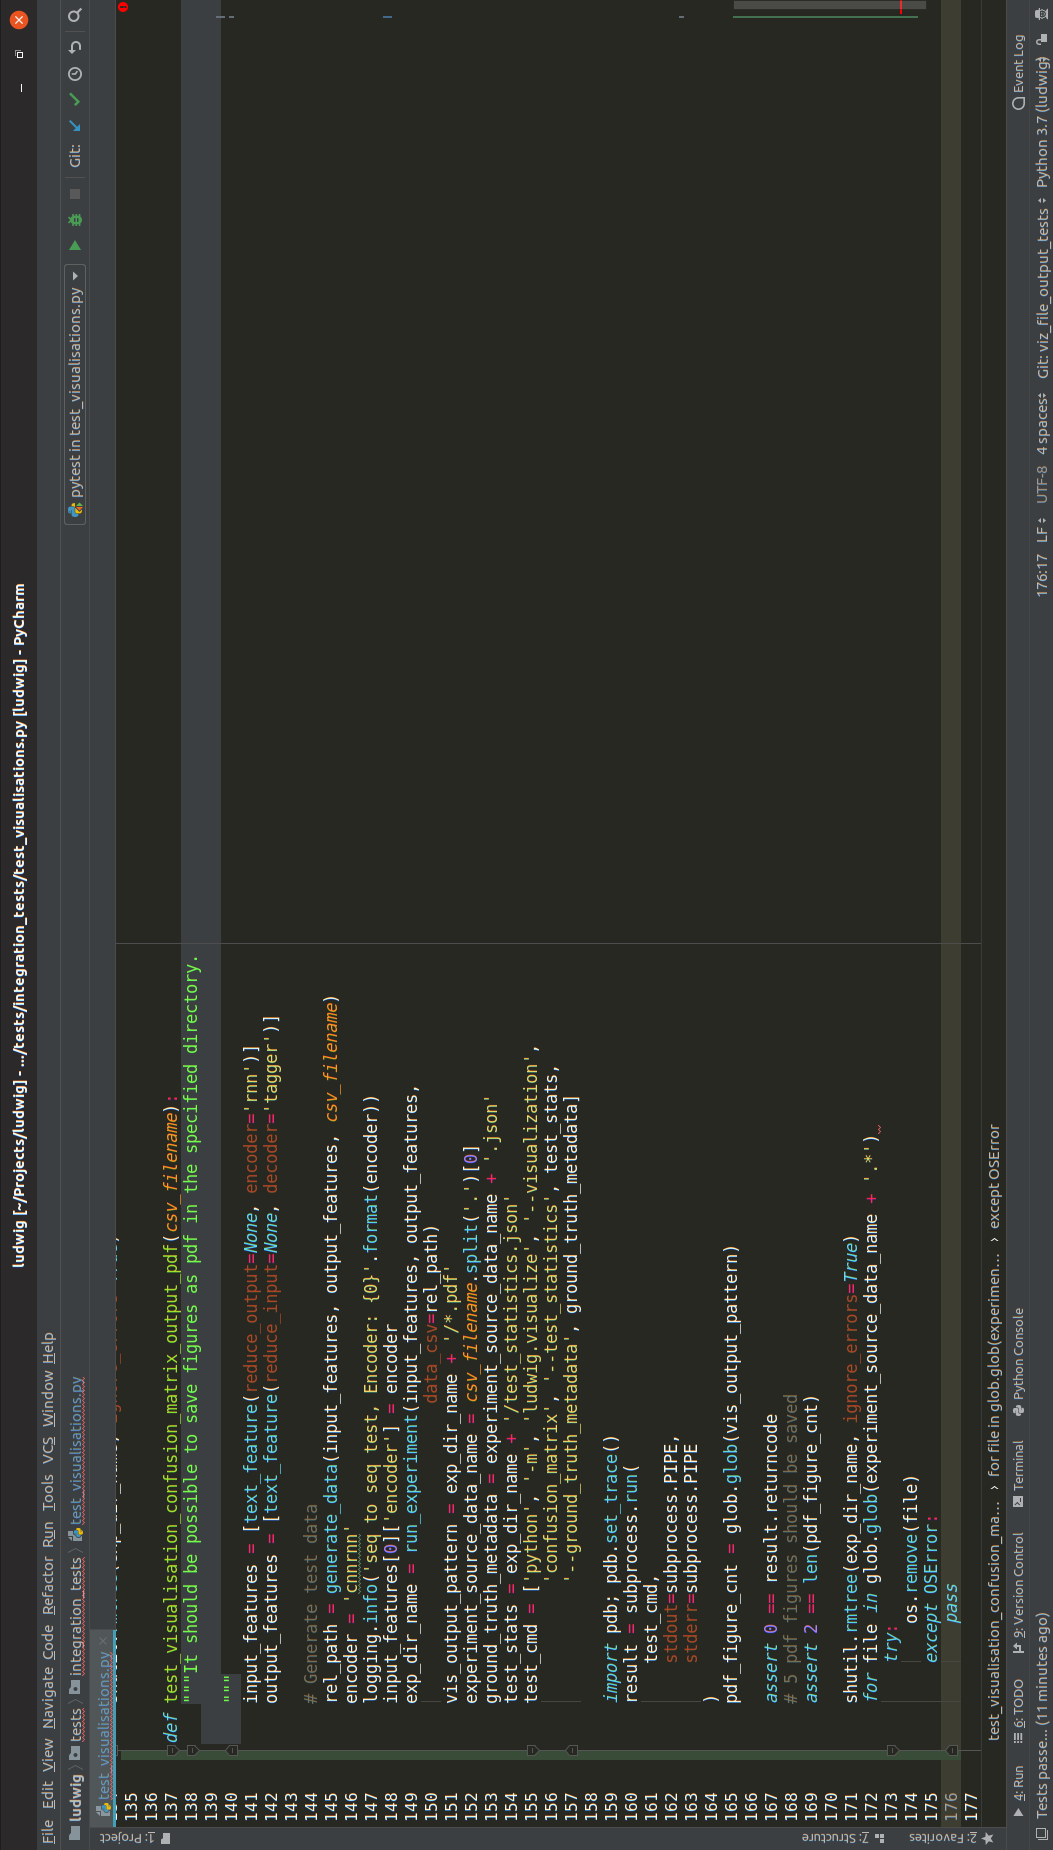 ludwig [~/Projects/ludwig] - .../tests/integration_tests/test_visualisations.py [ludwig] - PyCharm
File Edit View Navigate Code Refactor Run Tools VCS Window Help
ludwig tests integration_tests test_visualisations.py
pytest in test_visualisations.py Git:
test_visualisations.py
1: Project
7: Structure
2: Favorites
135
136
137 def test_visualisation_confusion_matrix_output_pdf(csv_filename):
138 """It should be possible to save figures as pdf in the specified directory.
139
140 """
141 input_features = [text_feature(reduce_output=None, encoder='rnn')]
142 output_features = [text_feature(reduce_input=None, decoder='tagger')]
143
144 # Generate test data
145 rel_path = generate_data(input_features, output_features, csv_filename)
146 encoder = 'cnnrnn'
147 logging.info('seq to seq test, Encoder: {0}'.format(encoder))
148 input_features[0]['encoder'] = encoder
149 exp_dir_name = run_experiment(input_features, output_features,
150 data_csv=rel_path)
151 vis_output_pattern = exp_dir_name + '/*.pdf'
152 experiment_source_data_name = csv_filename.split('.')[0]
153 ground_truth_metadata = experiment_source_data_name + '.json'
154 test_stats = exp_dir_name + '/test_statistics.json'
155 test_cmd = ['python', '-m', 'ludwig.visualize', '--visualization',
156 'confusion_matrix', '--test_statistics', test_stats,
157 '--ground_truth_metadata', ground_truth_metadata]
158
159 import pdb; pdb.set_trace()
160 result = subprocess.run(
161 test_cmd,
162 stdout=subprocess.PIPE,
163 stderr=subprocess.PIPE
164 )
165 pdf_figure_cnt = glob.glob(vis_output_pattern)
166
167 assert 0 == result.returncode
168 # 5 pdf figures should be saved
169 assert 2 == len(pdf_figure_cnt)
170
171 shutil.rmtree(exp_dir_name, ignore_errors=True)
172 for file in glob.glob(experiment_source_data_name + '.*'):
173 try:
174 os.remove(file)
175 except OSError:
176 pass
177
test_visualisation_confusion_ma... › for file in glob.glob(experimen... › except OSError
4: Run 6: TODO 9: Version Control Terminal Python Console Event Log
Tests passe... (11 minutes ago) 176:17 LF UTF-8 4 spaces Git: viz_file_output_tests Python 3.7 (ludwig)